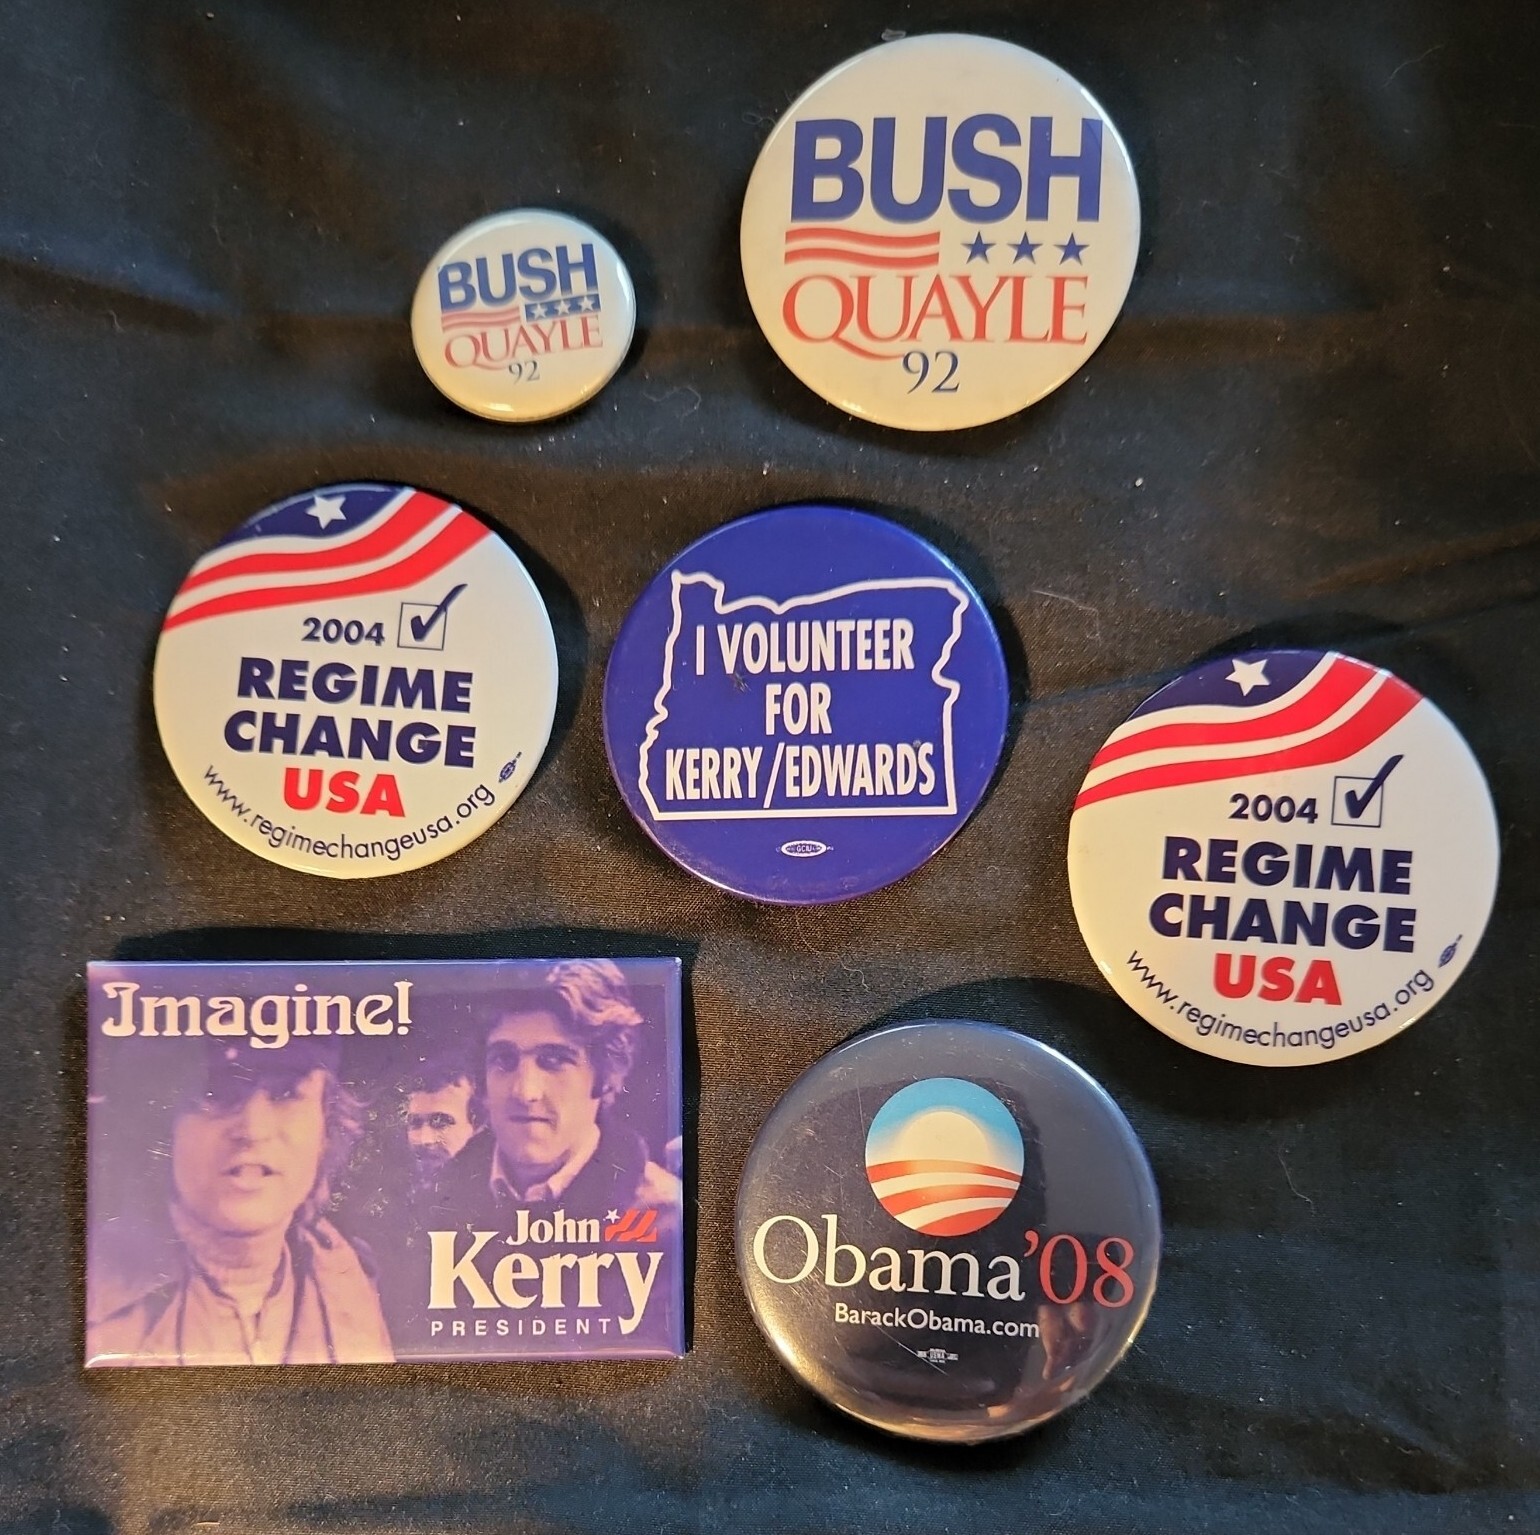 BUSH
QUAYLE
92
BUSH
QUAYLE
92
2004
REGIME
CHANGE
USA
www.regimechangeusa.org
I VOLUNTEER
FOR
KERRY/EDWARDS
GCIU
2004
REGIME
CHANGE
USA
www.regimechangeusa.org
Imagine!
John
Kerry
PRESIDENT
Obama'08
BarackObama.com